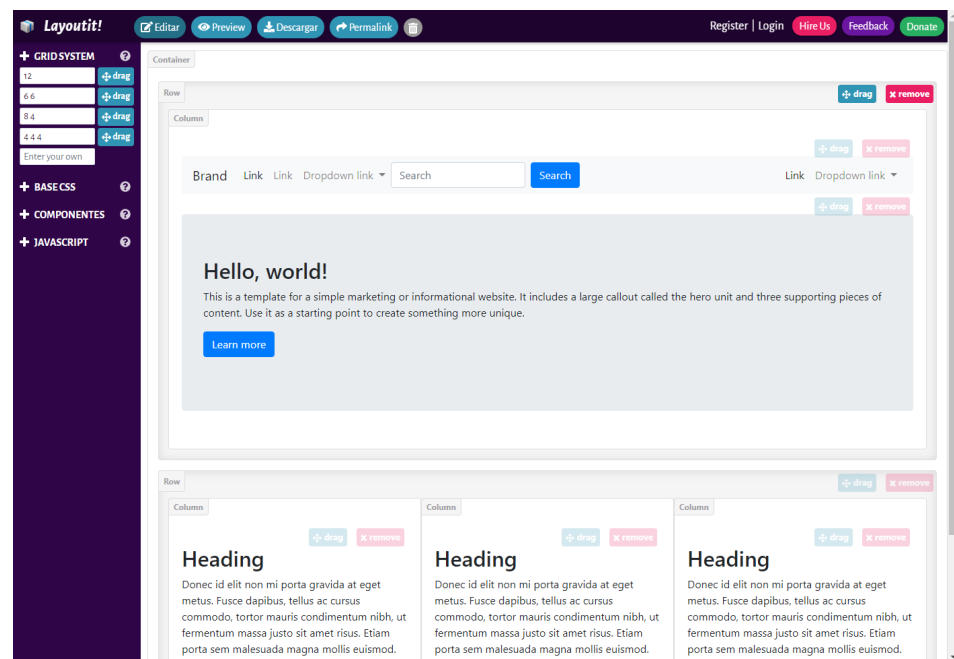 Layoutit!
Editar
Preview
Descargar
Permalink
Register | Login
Hire Us
Feedback
Donate
GRID SYSTEM
12
drag
6 6
drag
8 4
drag
4 4 4
drag
Enter your own
BASE CSS
COMPONENTES
JAVASCRIPT
Container
Row
drag
x remove
Column
drag
x remove
Brand Link Link Dropdown link Search Search Link Dropdown link
drag
x remove
Hello, world!
This is a template for a simple marketing or informational website. It includes a large callout called the hero unit and three supporting pieces of
content. Use it as a starting point to create something more unique.
Learn more
Row
drag
x remove
Column
drag
x remove
Heading
Donec id elit non mi porta gravida at eget
metus. Fusce dapibus, tellus ac cursus
commodo, tortor mauris condimentum nibh, ut
fermentum massa justo sit amet risus. Etiam
porta sem malesuada magna mollis euismod.
Column
drag
x remove
Heading
Donec id elit non mi porta gravida at eget
metus. Fusce dapibus, tellus ac cursus
commodo, tortor mauris condimentum nibh, ut
fermentum massa justo sit amet risus. Etiam
porta sem malesuada magna mollis euismod.
Column
drag
x remove
Heading
Donec id elit non mi porta gravida at eget
metus. Fusce dapibus, tellus ac cursus
commodo, tortor mauris condimentum nibh, ut
fermentum massa justo sit amet risus. Etiam
porta sem malesuada magna mollis euismod.